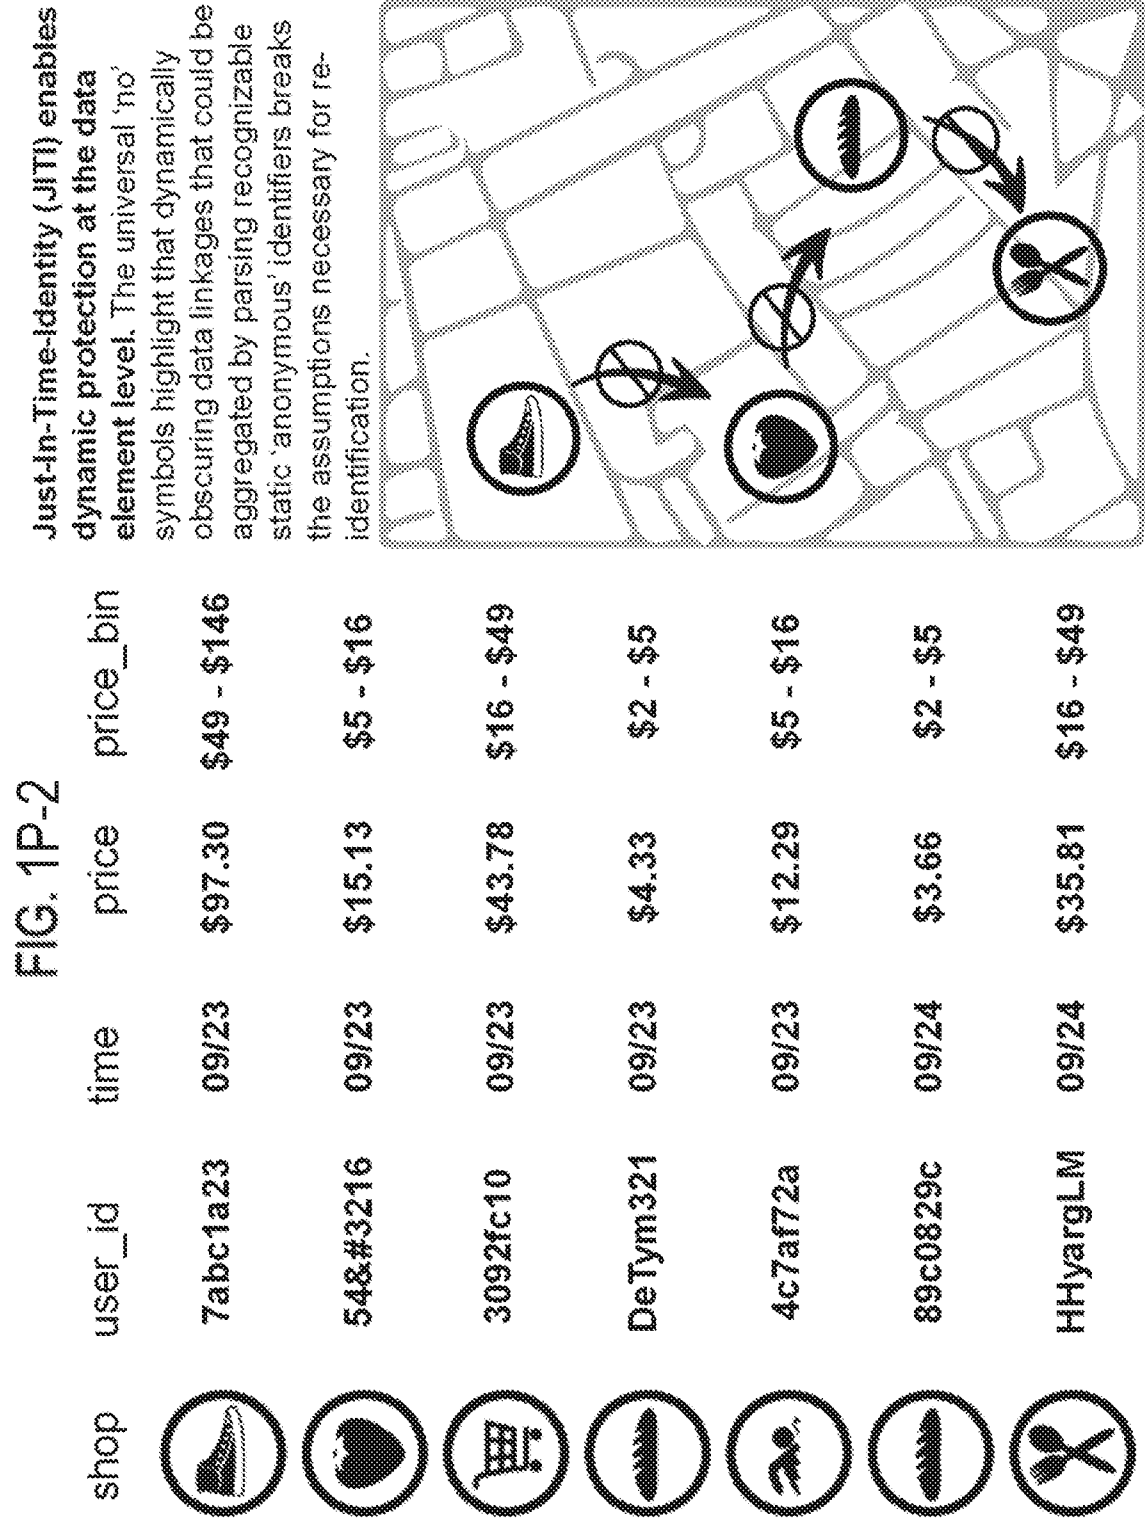 FIG. 1P-2
shop user_id time price price_bin
7abc1a23 09/23 $97.30 $49 - $146
54&#3216 09/23 $15.13 $5 - $16
3092fc10 09/23 $43.78 $16 - $49
DeTym321 09/23 $4.33 $2 - $5
4c7af72a 09/23 $12.29 $5 - $16
89c0829c 09/24 $3.66 $2 - $5
HHyargLM 09/24 $35.81 $16 - $49
Just-In-Time-Identity (JITI) enables
dynamic protection at the data
element level. The universal 'no'
symbols highlight that dynamically
obscuring data linkages that could be
aggregated by parsing recognizable
static 'anonymous' identifiers breaks
the assumptions necessary for re-
identification.